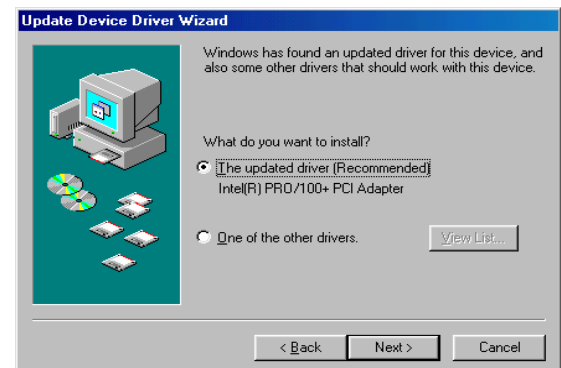 Update Device Driver Wizard
Windows has found an updated driver for this device, and
also some other drivers that should work with this device.
What do you want to install?
The updated driver (Recommended)
Intel(R) PRO/100+ PCI Adapter
One of the other drivers.
View List...
< Back
Next >
Cancel